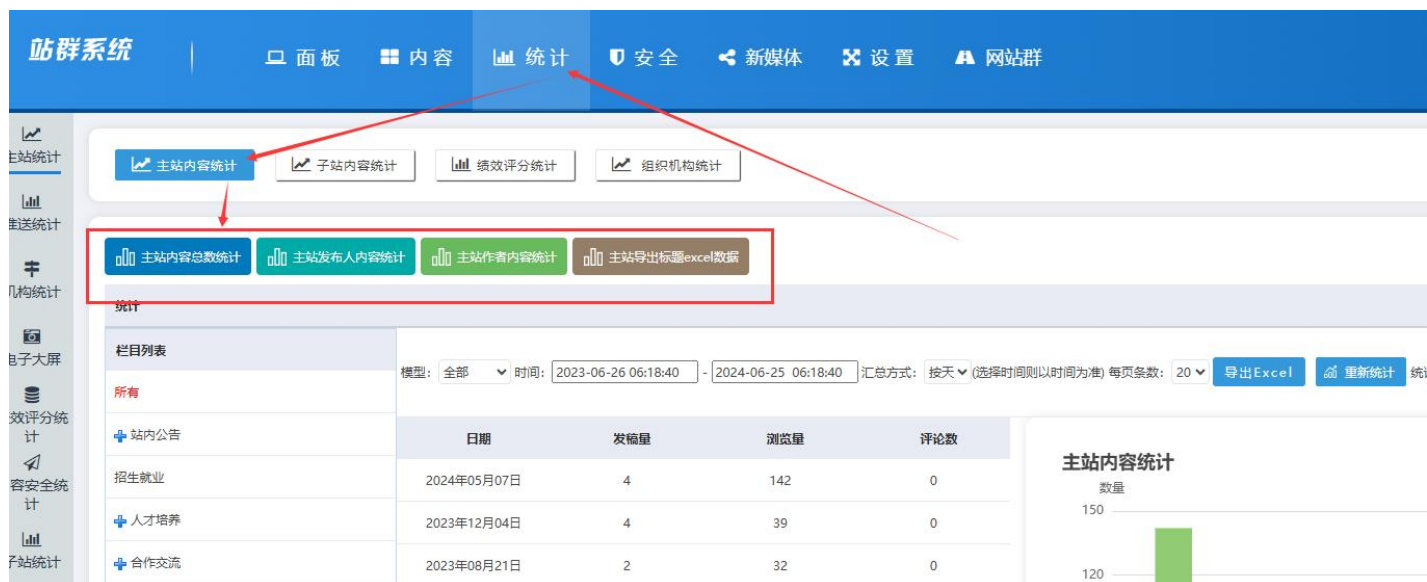 站群系统
面板 内容 统计 安全 新媒体 设置 网站群
主站统计
主站内容统计 子站内容统计 绩效评分统计 组织机构统计
推送统计
主站内容总数统计 主站发布人内容统计 主站作者内容统计 主站导出标题excel数据
机构统计
统计
电子大屏
栏目列表
模型: 全部 时间: 2023-06-26 06:18:40 - 2024-06-25 06:18:40 汇总方式: 按天 (选择时间则以时间为准) 每页条数: 20 导出Excel 重新统计 统计
所有
效评分统
计
站内公告
日期 发稿量 浏览量 评论数
主站内容统计
数量
容安全统
计
招生就业
2024年05月07日 4 142 0
150
人才培养
2023年12月04日 4 39 0
子站统计
合作交流
2023年08月21日 2 32 0
120